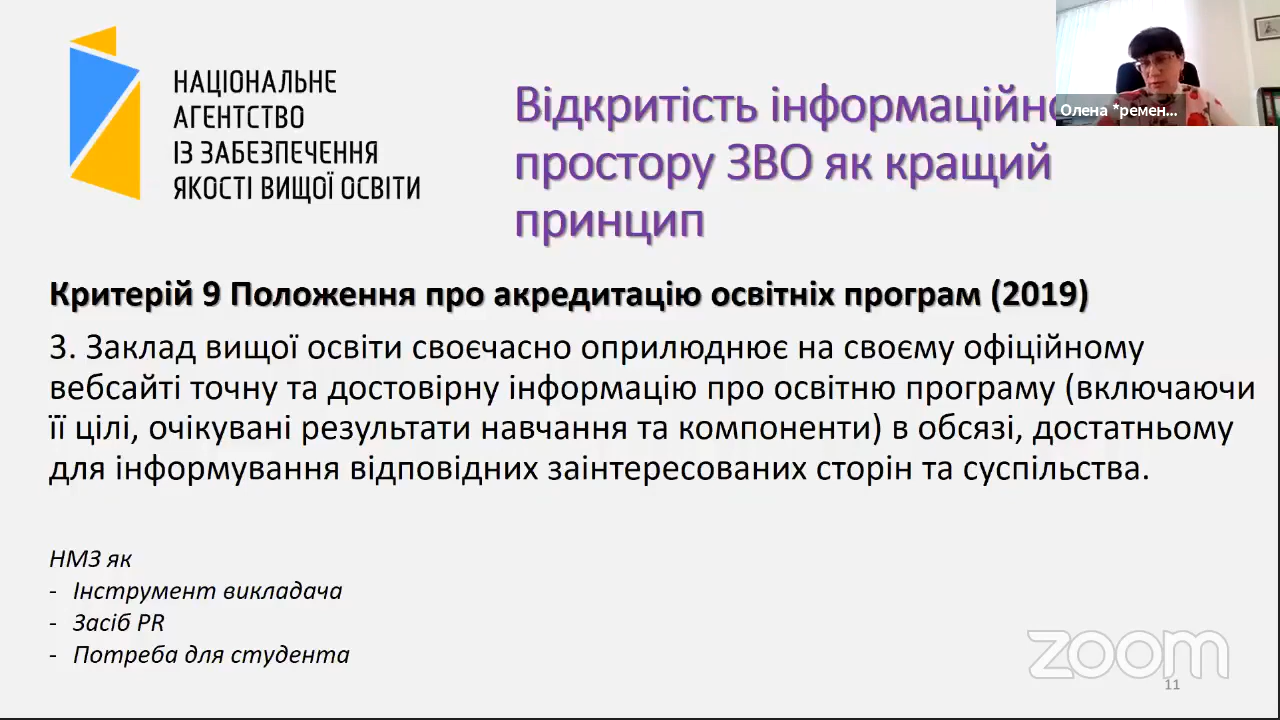 НАЦІОНАЛЬНЕ
АГЕНТСТВО
ІЗ ЗАБЕЗПЕЧЕННЯ
ЯКОСТІ ВИЩОЇ ОСВІТИ
Відкритість інформаційно
простору ЗВО як кращий
принцип
Олена *ремен...
Критерій 9 Положення про акредитацію освітніх програм (2019)
3. Заклад вищої освіти своєчасно оприлюднює на своєму офіційному
вебсайті точну та достовірну інформацію про освітню програму (включаючи
її цілі, очікувані результати навчання та компоненти) в обсязі, достатньому
для інформування відповідних заінтересованих сторін та суспільства.
НМЗ як
- Інструмент викладача
- Засіб PR
- Потреба для студента
zoom
11